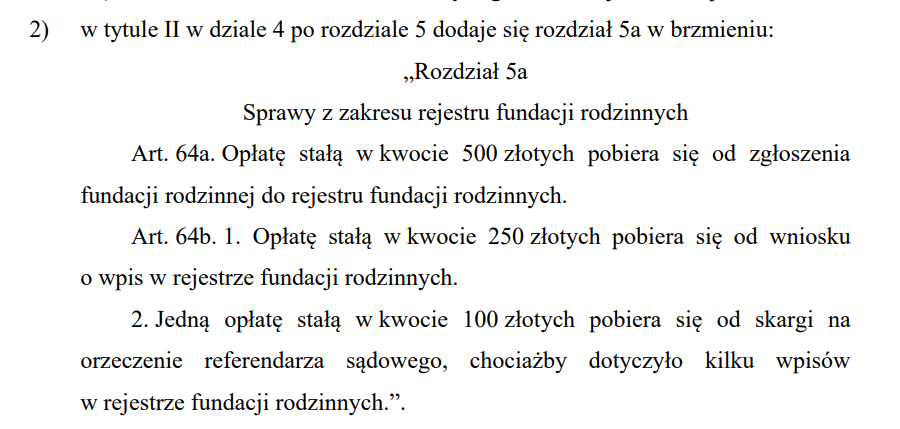 2) w tytule II w dziale 4 po rozdziale 5 dodaje się rozdział 5a w brzmieniu:
„Rozdział 5a
Sprawy z zakresu rejestru fundacji rodzinnych
Art. 64a. Opłatę stałą w kwocie 500 złotych pobiera się od zgłoszenia
fundacji rodzinnej do rejestru fundacji rodzinnych.
Art. 64b. 1. Opłatę stałą w kwocie 250 złotych pobiera się od wniosku
o wpis w rejestrze fundacji rodzinnych.
2. Jedną opłatę stałą w kwocie 100 złotych pobiera się od skargi na
orzeczenie referendarza sądowego, chociażby dotyczyło kilku wpisów
w rejestrze fundacji rodzinnych.”.